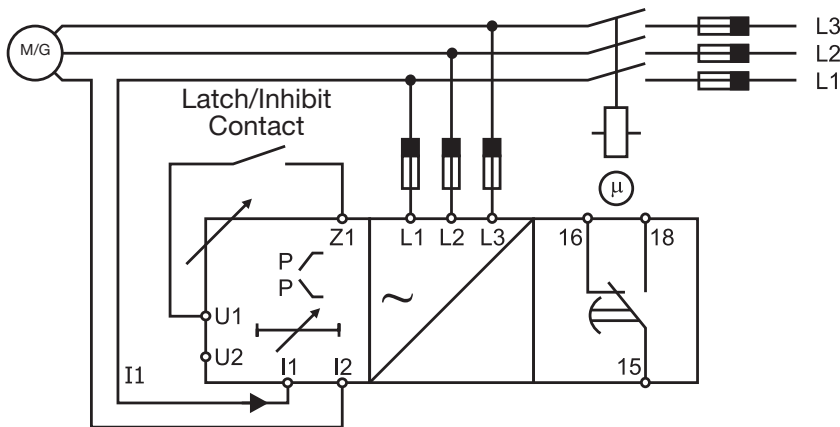 L3
M/G
L2
L1
Latch/Inhibit
Contact
µ
Z1
L1
L2
L3
16
18
P
P
~
U1
U2
I1
I1
I2
15